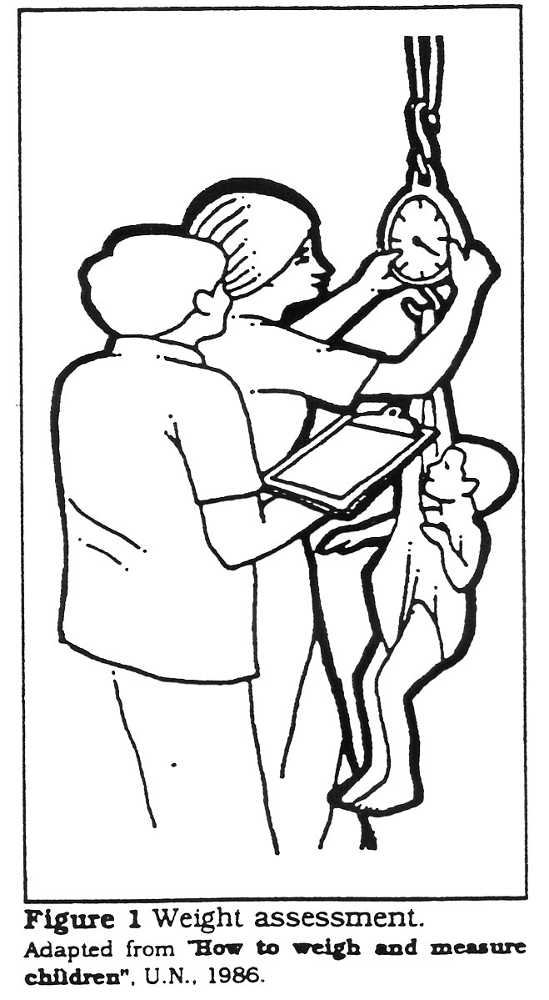 Figure 1 Weight assessment.
Adapted from "How to weigh and measure
children", U.N., 1986.